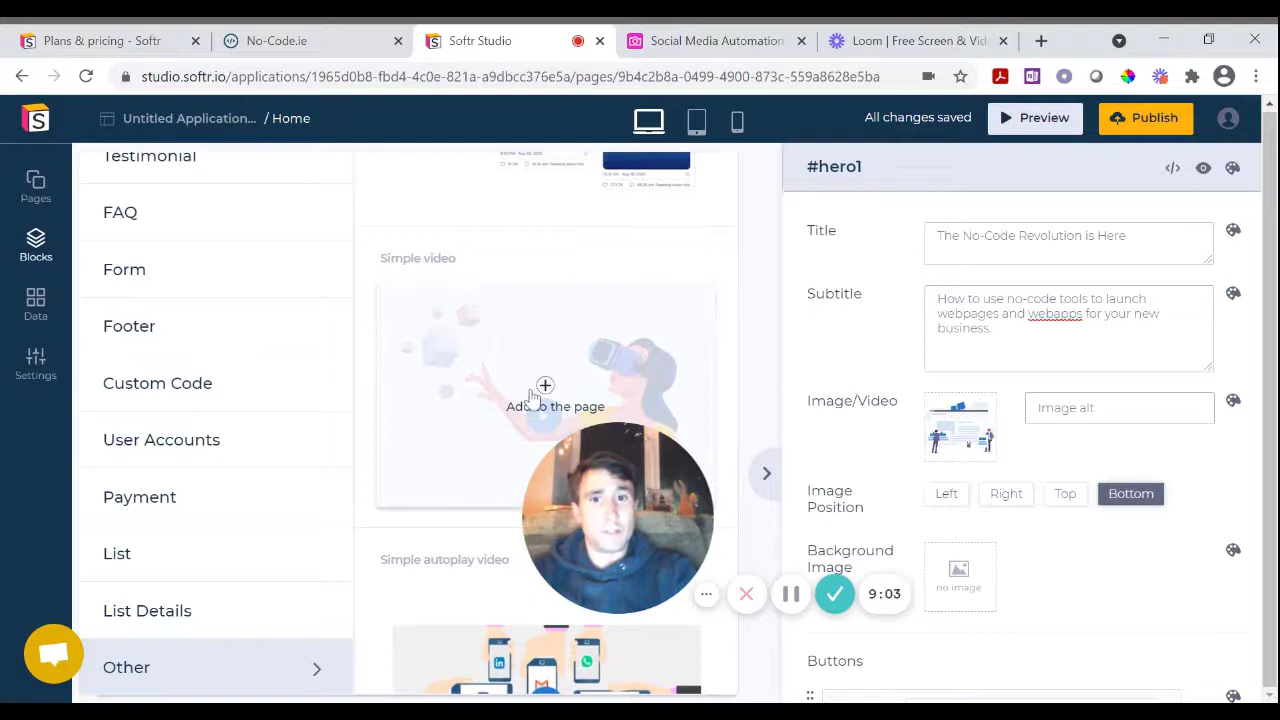 Plans & pricing - Softr
No-Code.ie
Softr Studio
Social Media Automation
Loom | Free Screen & Vid
studio.softr.io/application/1965d0b8-fbd4-4c0e-821a-a9dbcc376e5a/pages/9b4c2b8a-0499-4900-873c-559a8628e5ba
S
Untitled Application... / Home
All changes saved
Preview
Publish
Pages
Blocks
Data
Settings
Testimonial
FAQ
Form
Footer
Custom Code
User Accounts
Payment
List
List Details
Other
Simple video
Add to the page
Simple autoplay video
9:03
#hero1
Title
The No-Code Revolution is Here
Subtitle
How to use no-code tools to launch
webpages and webapps for your new
business.
Image/Video
Image alt
Image
Position
Left
Right
Top
Bottom
Background
Image
no image
Buttons